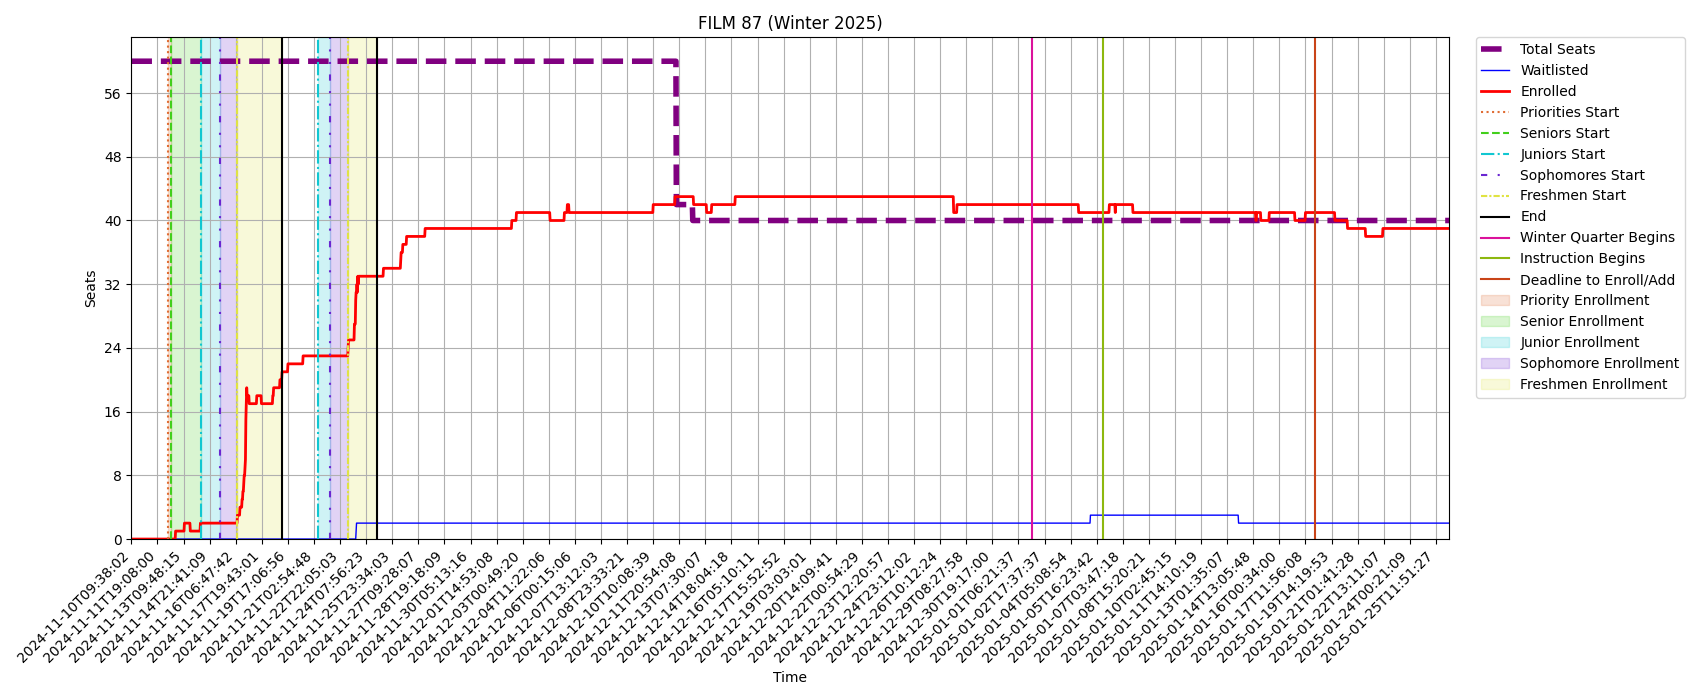 FILM 87 (Winter 2025)
Total Seats
Waitlisted
Enrolled
Priorities Start
Seniors Start
Juniors Start
Sophomores Start
Freshmen Start
End
Winter Quarter Begins
Instruction Begins
Deadline to Enroll/Add
Priority Enrollment
Senior Enrollment
Junior Enrollment
Sophomore Enrollment
Freshmen Enrollment
56
48
40
32
24
16
8
0
Seats
2024-11-10T09:38:02
2024-11-11T19:08:00
2024-11-13T09:48:15
2024-11-14T21:41:09
2024-11-16T06:47:42
2024-11-17T19:43:01
2024-11-19T17:06:56
2024-11-21T02:54:48
2024-11-22T22:05:03
2024-11-24T07:56:23
2024-11-25T23:34:03
2024-11-27T09:28:07
2024-11-28T19:18:09
2024-11-30T05:13:16
2024-12-01T14:53:08
2024-12-03T00:49:20
2024-12-04T11:22:06
2024-12-06T00:15:06
2024-12-07T13:12:03
2024-12-08T23:33:21
2024-12-10T10:08:39
2024-12-11T20:54:08
2024-12-13T07:30:07
2024-12-14T18:04:18
2024-12-16T05:10:11
2024-12-17T15:52:52
2024-12-19T03:03:01
2024-12-20T14:09:41
2024-12-22T00:54:29
2024-12-23T12:20:57
2024-12-24T23:12:02
2024-12-26T10:12:24
2024-12-29T08:27:58
2024-12-30T19:17:00
2025-01-01T06:21:37
2025-01-02T17:37:37
2025-01-04T05:08:54
2025-01-05T16:23:42
2025-01-07T03:47:18
2025-01-08T15:20:21
2025-01-10T02:45:15
2025-01-11T14:10:19
2025-01-13T01:35:07
2025-01-14T13:05:48
2025-01-16T00:34:00
2025-01-17T11:56:08
2025-01-19T14:19:53
2025-01-21T01:41:28
2025-01-22T13:11:07
2025-01-24T00:21:09
2025-01-25T11:51:27
Time